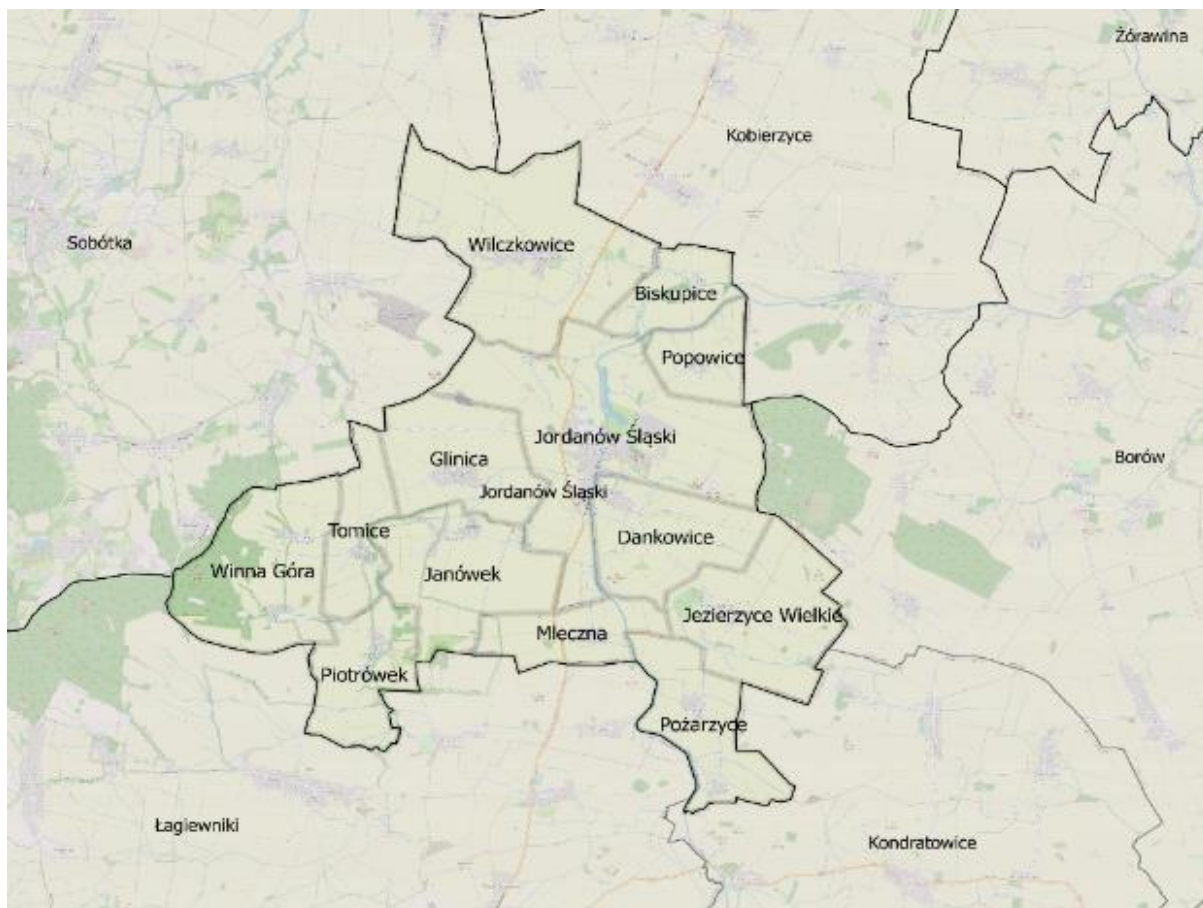 Żórawina
Kobierzyce
Sobótka
Wilczkowice
Biskupice
Popowice
Jordanów Śląski
Borów
Glinica
Jordanów Śląski
Tomice
Dankowice
Winna Góra
Janówek
Jezierzyce Wielkie
Mleczna
Piotrówek
Pożarzyce
Łagiewniki
Kondratowice